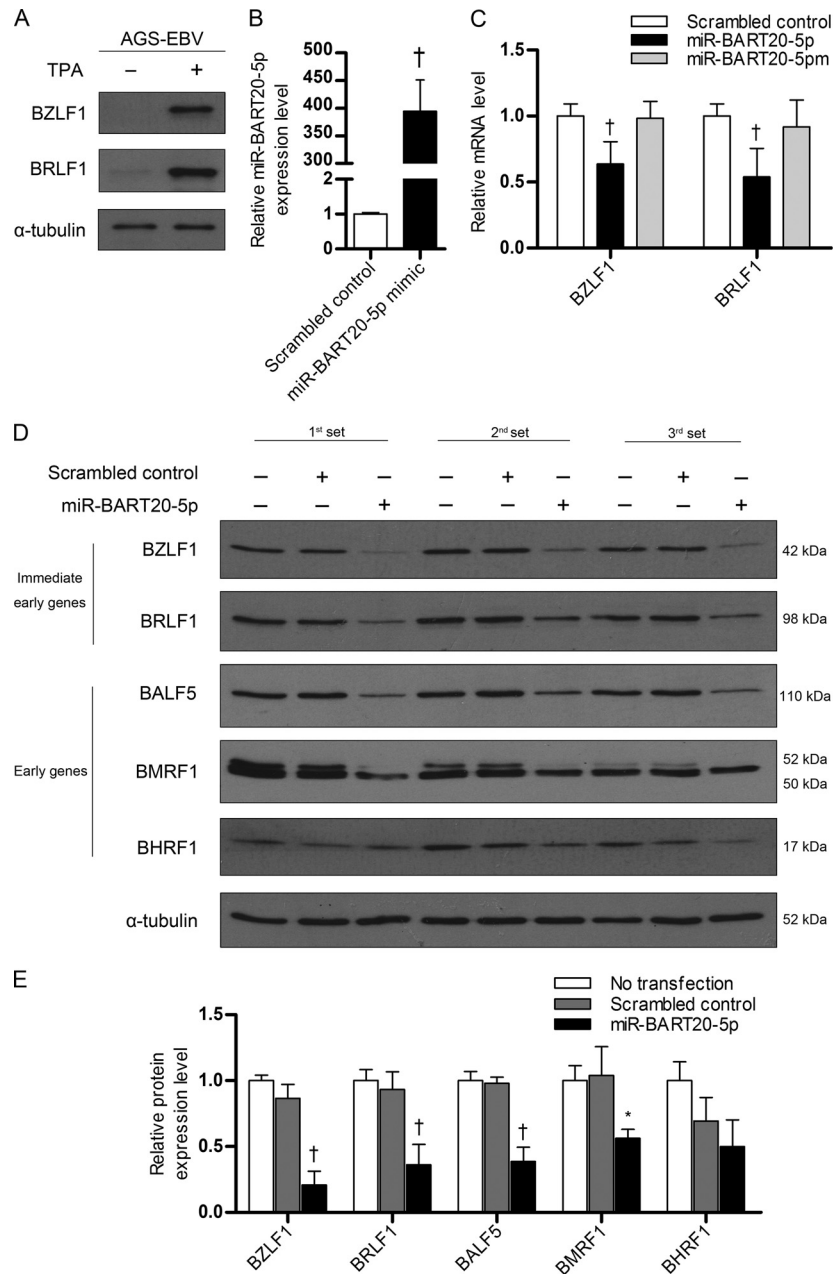 A
AGS-EBV
TPA – +
BZLF1
BRLF1
α-tubulin
B
Relative miR-BART20-5p
expression level
500
450
400
350
300
2
1
0
Scrambled control
miR-BART20-5p mimic
†
C
Scrambled control
miR-BART20-5p
miR-BART20-5pm
Relative mRNA level
1.5
1.0
0.5
0.0
† †
BZLF1 BRLF1
D
1st set 2nd set 3rd set
Scrambled control – + – – + – – + –
miR-BART20-5p – – + – – + – – +
Immediate
early genes
BZLF1 42 kDa
BRLF1 98 kDa
Early genes
BALF5 110 kDa
BMRF1 52 kDa
50 kDa
BHRF1 17 kDa
α-tubulin 52 kDa
E
No transfection
Scrambled control
miR-BART20-5p
Relative protein
expression level
1.5
1.0
0.5
0.0
† † † *
BZLF1 BRLF1 BALF5 BMRF1 BHRF1